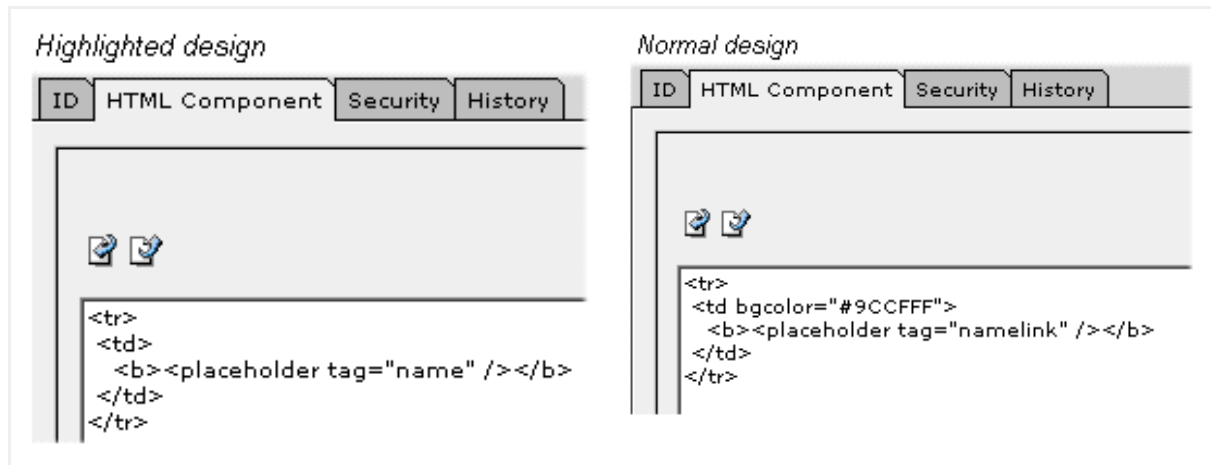 Highlighted design
ID HTML Component Security History
<tr>
<td>
<b><placeholder tag="name" /></b>
</td>
</tr>
Normal design
ID HTML Component Security History
<tr>
<td bgcolor="#9CCFFF">
<b><placeholder tag="namelink" /></b>
</td>
</tr>